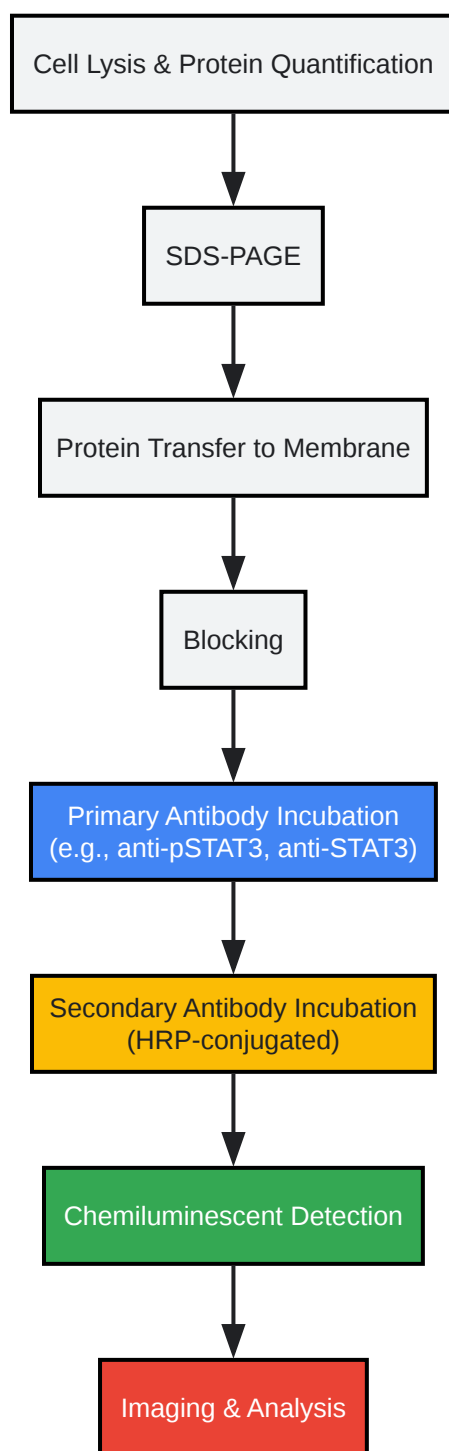 Cell Lysis & Protein Quantification
SDS-PAGE
Protein Transfer to Membrane
Blocking
Primary Antibody Incubation
(e.g., anti-pSTAT3, anti-STAT3)
Secondary Antibody Incubation
(HRP-conjugated)
Chemiluminescent Detection
Imaging & Analysis